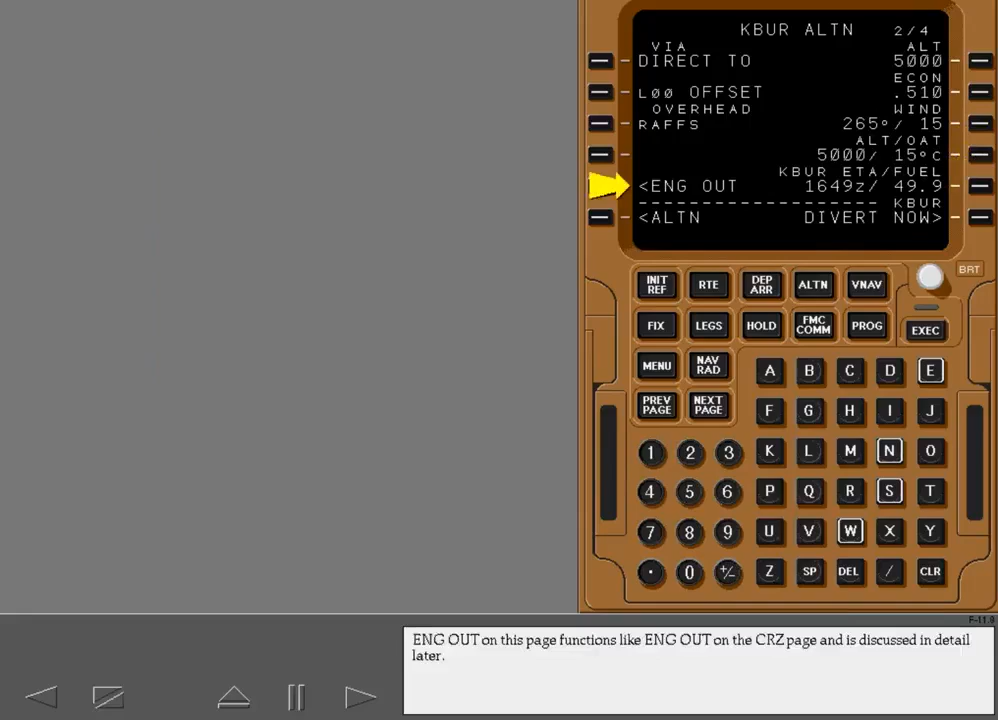 KBUR ALTN 2/4
VIA ALT
DIRECT TO 5000
ECON
L00 OFFSET .510
OVERHEAD WIND
RAFFS 265°/ 15
ALT/OAT
5000/ 15°C
KBUR ETA/FUEL
<ENG OUT 1649z/ 49.9
-------------------- KBUR
<ALTN DIVERT NOW>
BRT
INIT REF RTE DEP ARR ALTN VNAV
FIX LEGS HOLD FMC COMM PROG EXEC
MENU NAV RAD
PREV PAGE NEXT PAGE
A B C D E
F G H I J
1 2 3 K L M N O
4 5 6 P Q R S T
7 8 9 U V W X Y
. 0 +/- Z SP DEL / CLR
F-11.0
ENG OUT on this page functions like ENG OUT on the CRZ page and is discussed in detail
later.